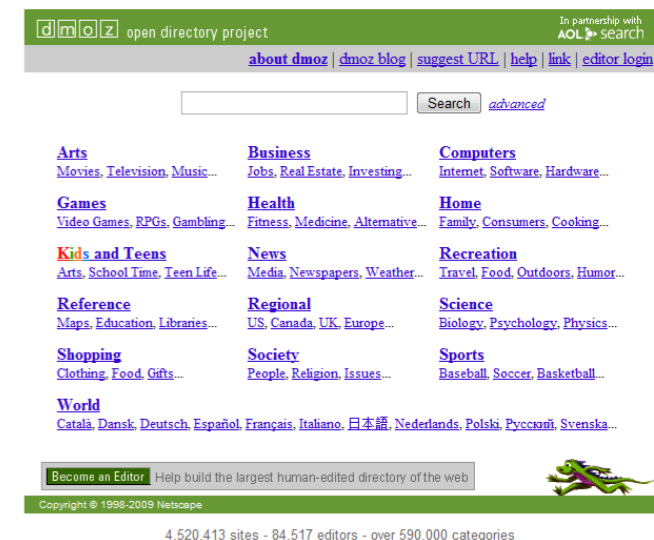 dmoz open directory project
In partnership with
AOL search
about dmoz | dmoz blog | suggest URL | help | link | editor login
Search advanced
Arts Business Computers
Movies, Television, Music... Jobs, Real Estate, Investing... Internet, Software, Hardware...
Games Health Home
Video Games, RPGs, Gambling... Fitness, Medicine, Alternative... Family, Consumers, Cooking...
Kids and Teens News Recreation
Arts, School Time, Teen Life... Media, Newspapers, Weather... Travel, Food, Outdoors, Humor...
Reference Regional Science
Maps, Education, Libraries... US, Canada, UK, Europe... Biology, Psychology, Physics...
Shopping Society Sports
Clothing, Food, Gifts... People, Religion, Issues... Baseball, Soccer, Basketball...
World
Català, Dansk, Deutsch, Español, Français, Italiano, 日本語, Nederlands, Polski, Русский, Svenska...
Become an Editor Help build the largest human-edited directory of the web
Copyright © 1998-2009 Netscape
4,520,413 sites - 84,517 editors - over 590,000 categories